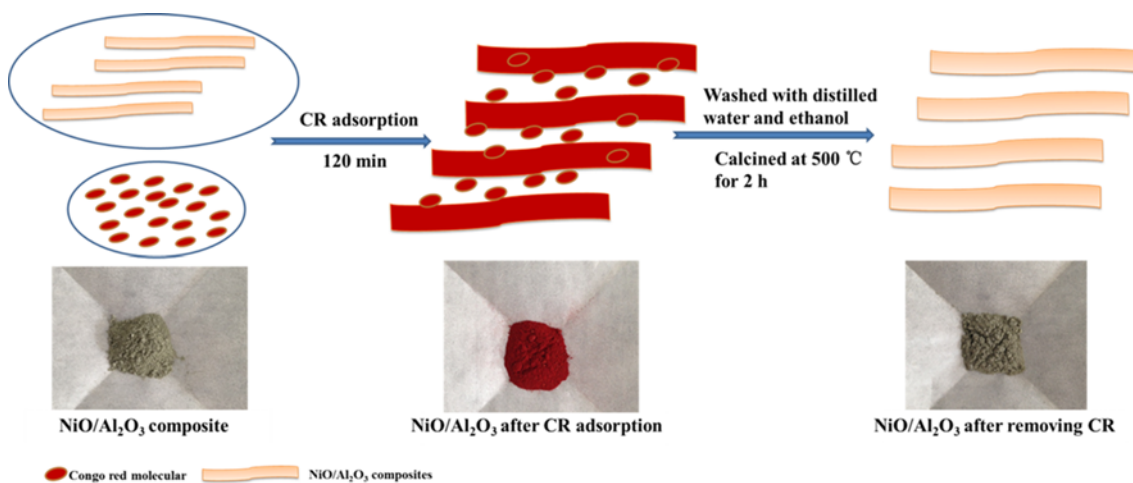 CR adsorption
120 min
Washed with distilled
water and ethanol
Calcined at 500 ℃
for 2 h
NiO/Al₂O₃ composite
NiO/Al₂O₃ after CR adsorption
NiO/Al₂O₃ after removing CR
Congo red molecular
NiO/Al₂O₃ composites